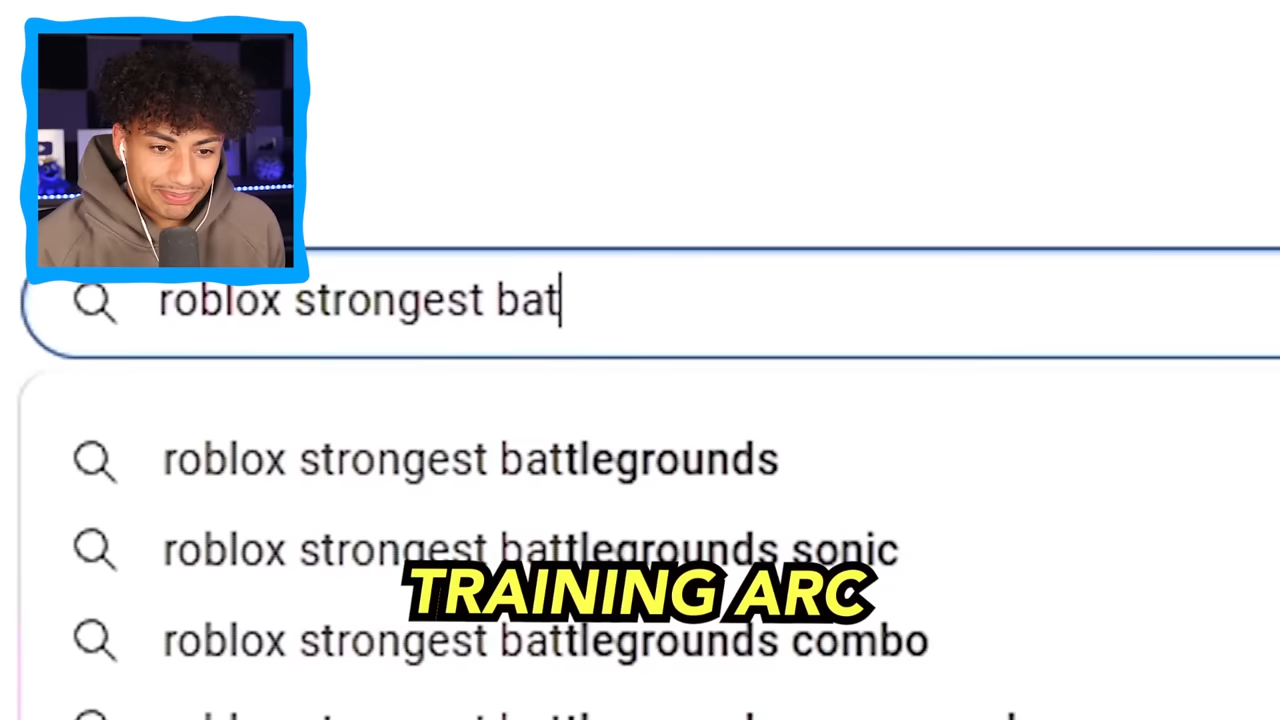 roblox strongest bat
roblox strongest battlegrounds
roblox strongest battlegrounds sonic
TRAINING ARC
roblox strongest battlegrounds combo